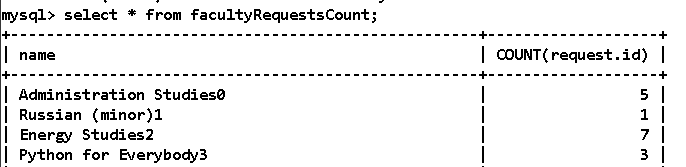 mysql> select * from facultyRequestsCount;
+-----------------------------------------------+------------------+
| name | COUNT(request.id) |
+-----------------------------------------------+------------------+
| Administration Studies0 | 5 |
| Russian (minor)1 | 1 |
| Energy Studies2 | 7 |
| Python for Everybody3 | 3 |